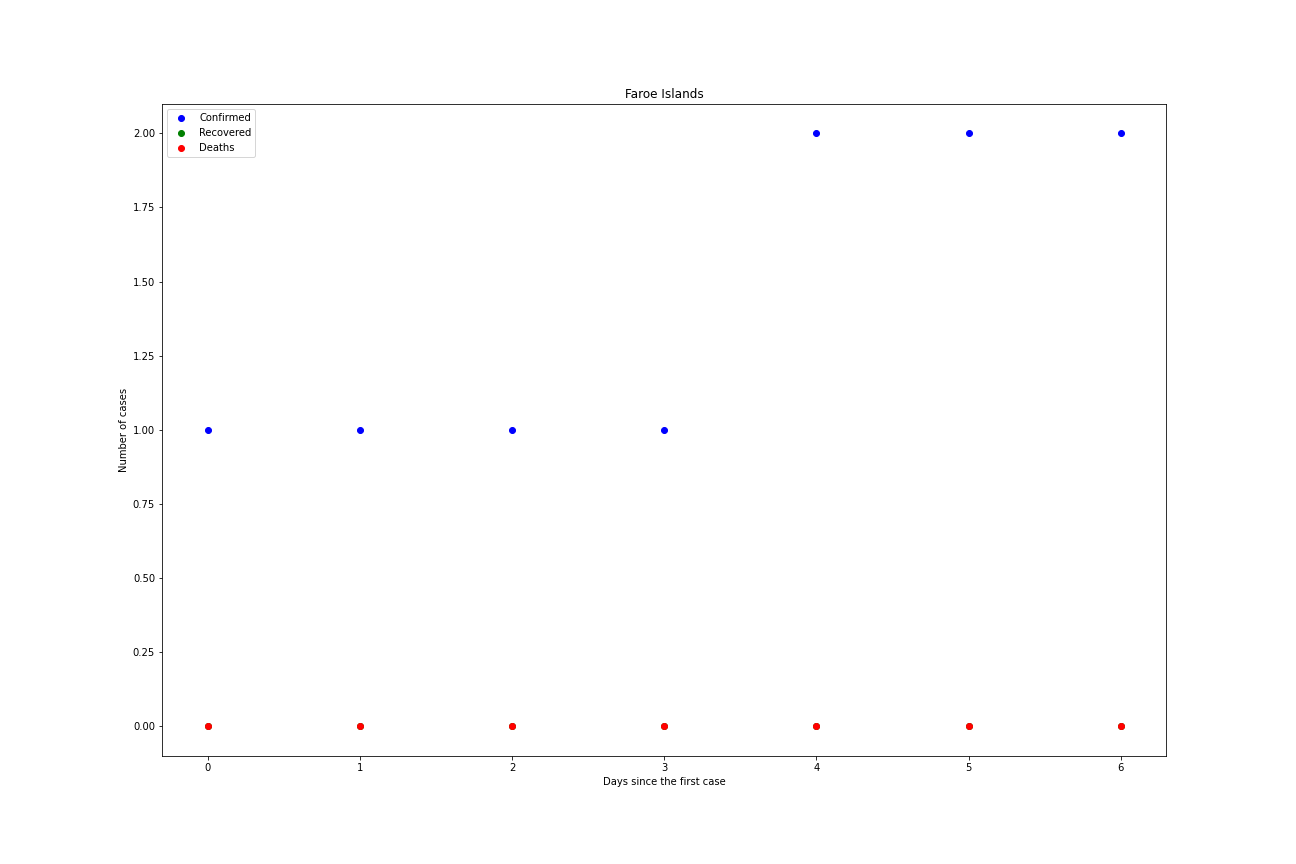 Faroe Islands
Confirmed
Recovered
Deaths
2.00
1.75
1.50
1.25
1.00
0.75
0.50
0.25
0.00
Number of cases
0 1 2 3 4 5 6
Days since the first case